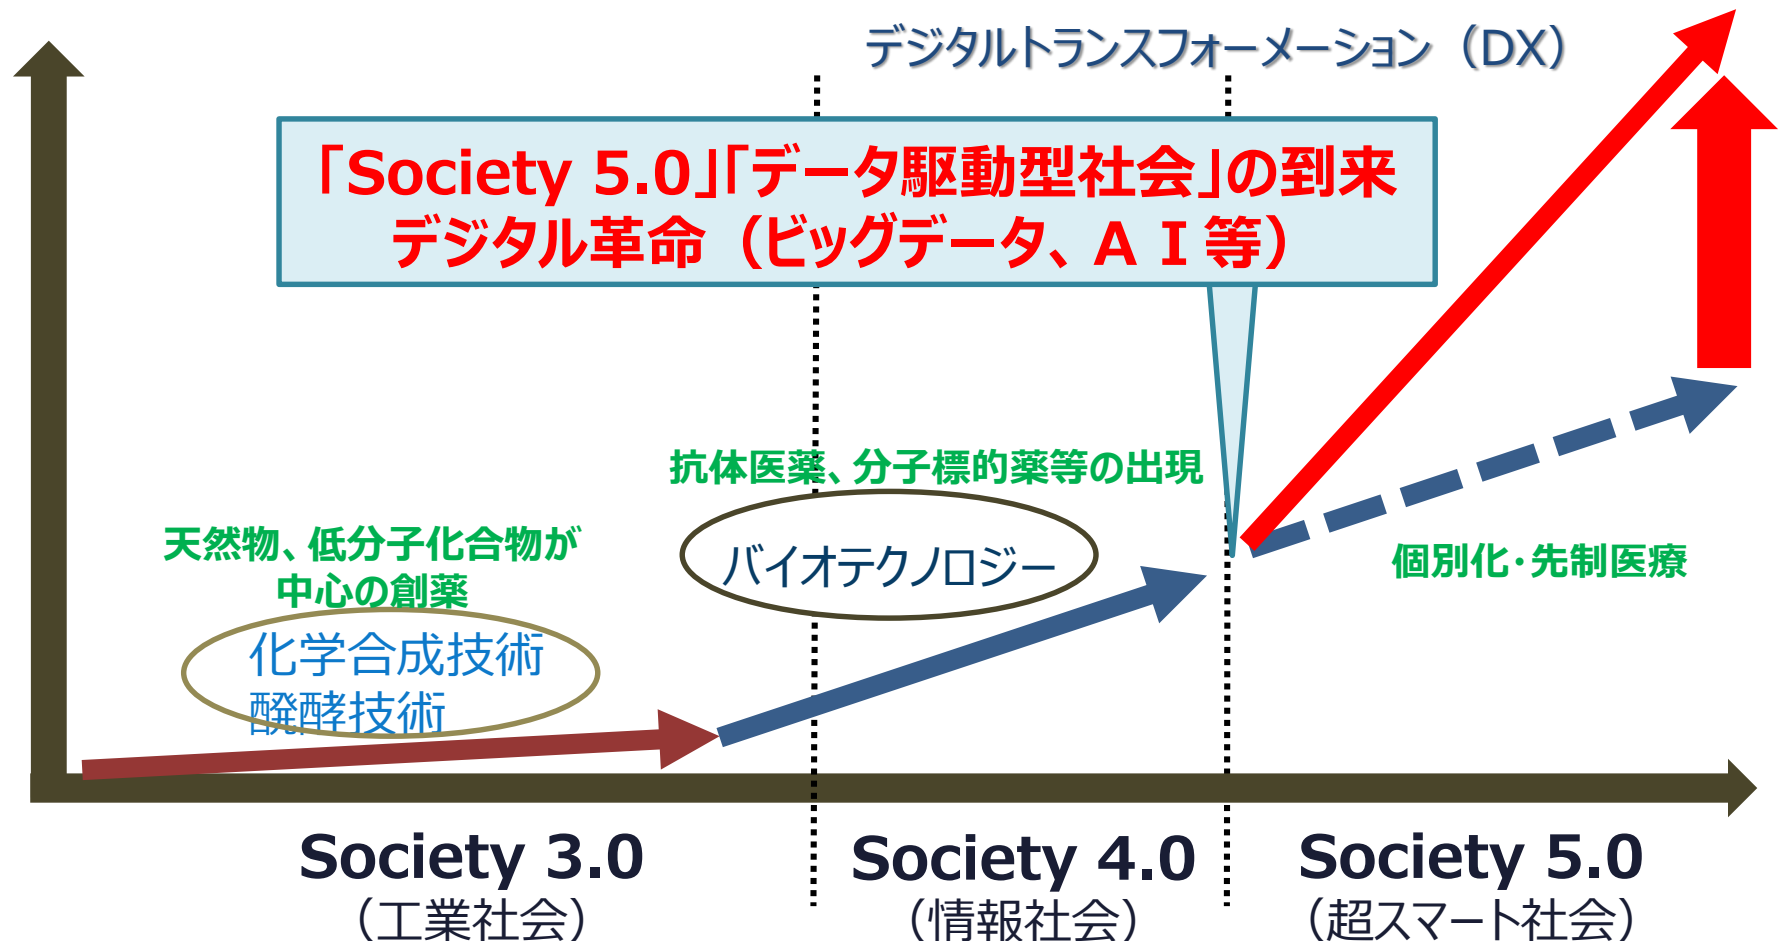 デジタルトランスフォーメーション（DX）
「Society 5.0」「データ駆動型社会」の到来
デジタル革命（ビッグデータ、ＡＩ等）
抗体医薬、分子標的薬等の出現
バイオテクノロジー
天然物、低分子化合物が
中心の創薬
化学合成技術
醗酵技術
個別化・先制医療
Society 3.0
（工業社会）
Society 4.0
（情報社会）
Society 5.0
（超スマート社会）